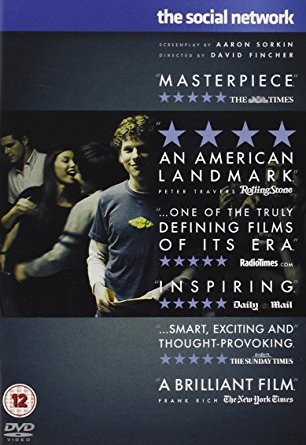 the social network
SCREENPLAY BY AARON SORKIN
DIRECTED BY DAVID FINCHER
"MASTERPIECE"
THE TIMES
"
AN AMERICAN
LANDMARK"
PETER TRAVERS RollingStone
"...ONE OF THE TRULY
DEFINING FILMS
OF ITS ERA"
RadioTimes.COM
"INSPIRING"
Daily Mail
"...SMART, EXCITING AND
THOUGHT-PROVOKING."
THE SUNDAY TIMES
"A BRILLIANT FILM"
FRANK RICH The New York Times
12
DVD
VIDEO